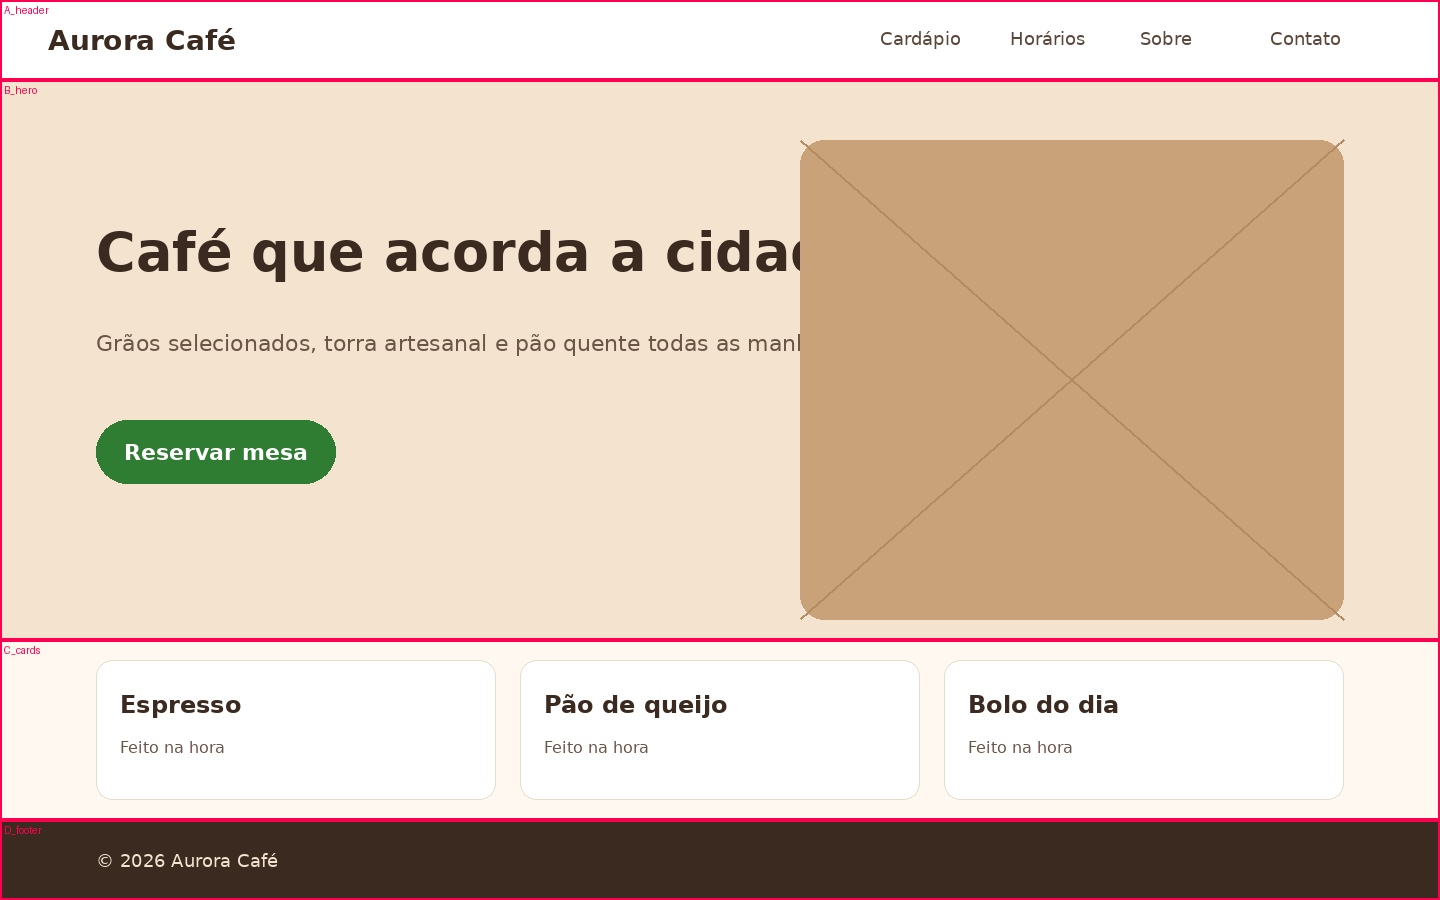 A_header
Aurora Café
Cardápio Horários Sobre Contato
B_hero
Café que acorda a cida
Grãos selecionados, torra artesanal e pão quente todas as man
Reservar mesa
C_cards
Espresso
Feito na hora
Pão de queijo
Feito na hora
Bolo do dia
Feito na hora
D_footer
© 2026 Aurora Café